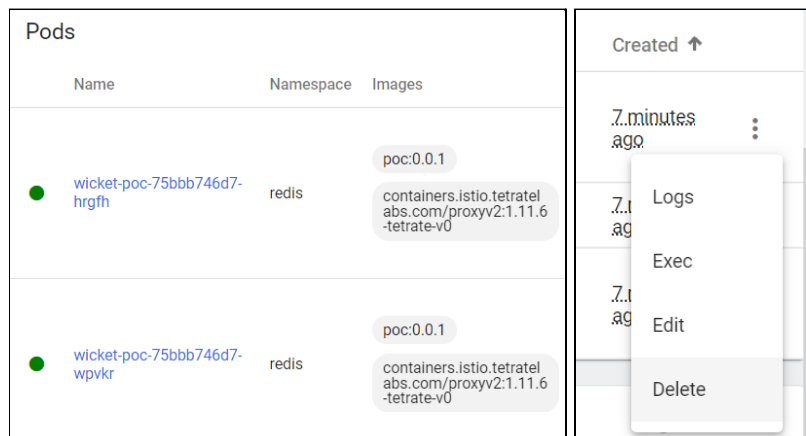 Pods
Name Namespace Images
poc:0.0.1
wicket-poc-75bbb746d7-
hrgfh
redis
containers.istio.tetratel
abs.com/proxyv2:1.11.6
-tetrate-v0
poc:0.0.1
wicket-poc-75bbb746d7-
wpvkr
redis
containers.istio.tetratel
abs.com/proxyv2:1.11.6
-tetrate-v0
Created
7 minutes
ago
Logs
Exec
Edit
Delete